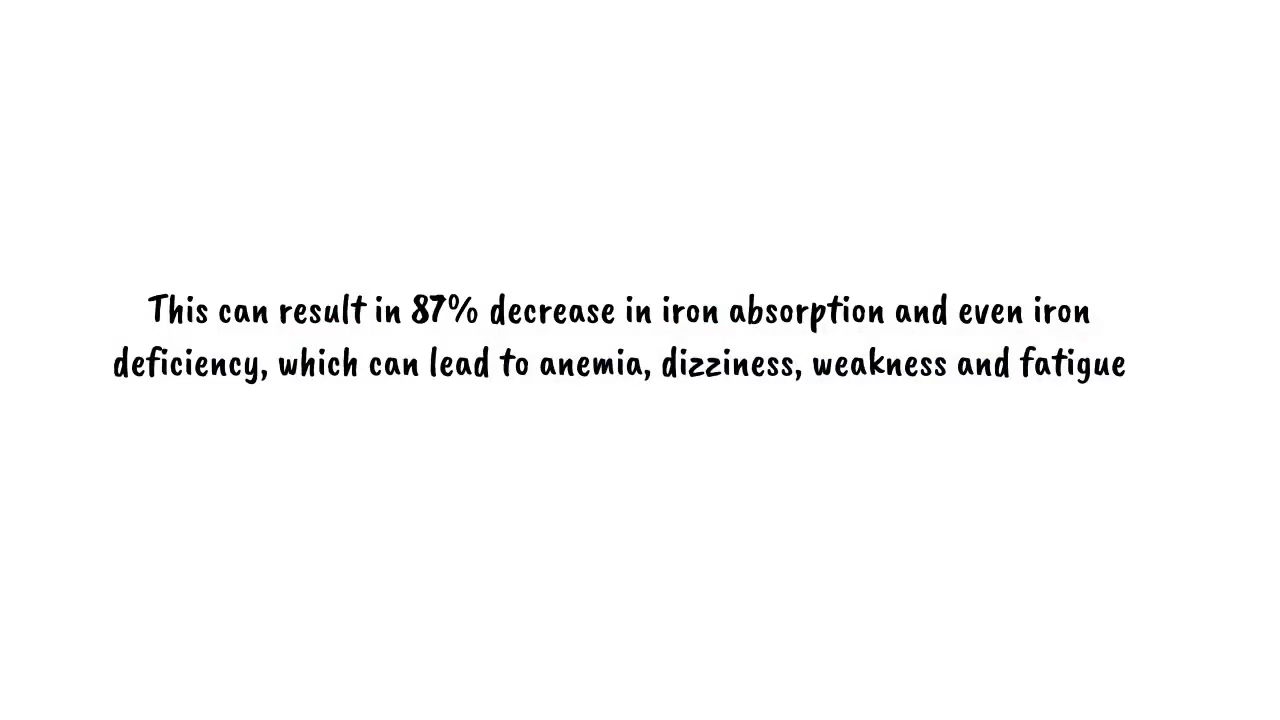 This can result in 87% decrease in iron absorption and even iron
deficiency, which can lead to anemia, dizziness, weakness and fatigue